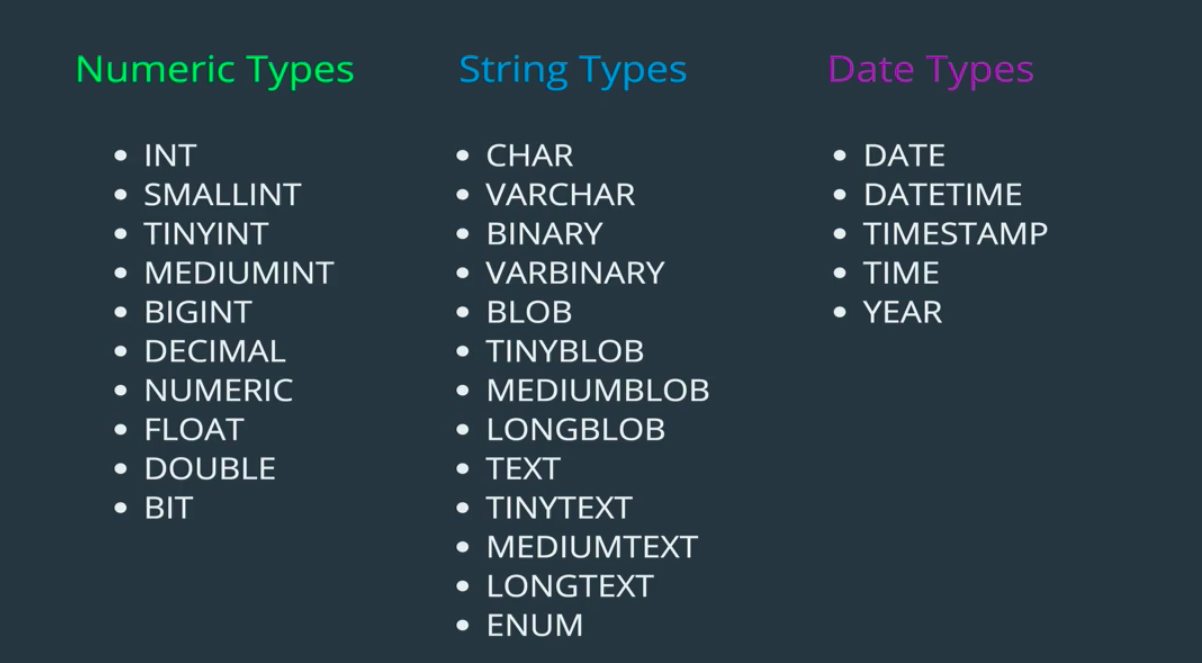 Numeric Types
• INT
• SMALLINT
• TINYINT
• MEDIUMINT
• BIGINT
• DECIMAL
• NUMERIC
• FLOAT
• DOUBLE
• BIT
String Types
• CHAR
• VARCHAR
• BINARY
• VARBINARY
• BLOB
• TINYBLOB
• MEDIUMBLOB
• LONGBLOB
• TEXT
• TINYTEXT
• MEDIUMTEXT
• LONGTEXT
• ENUM
Date Types
• DATE
• DATETIME
• TIMESTAMP
• TIME
• YEAR